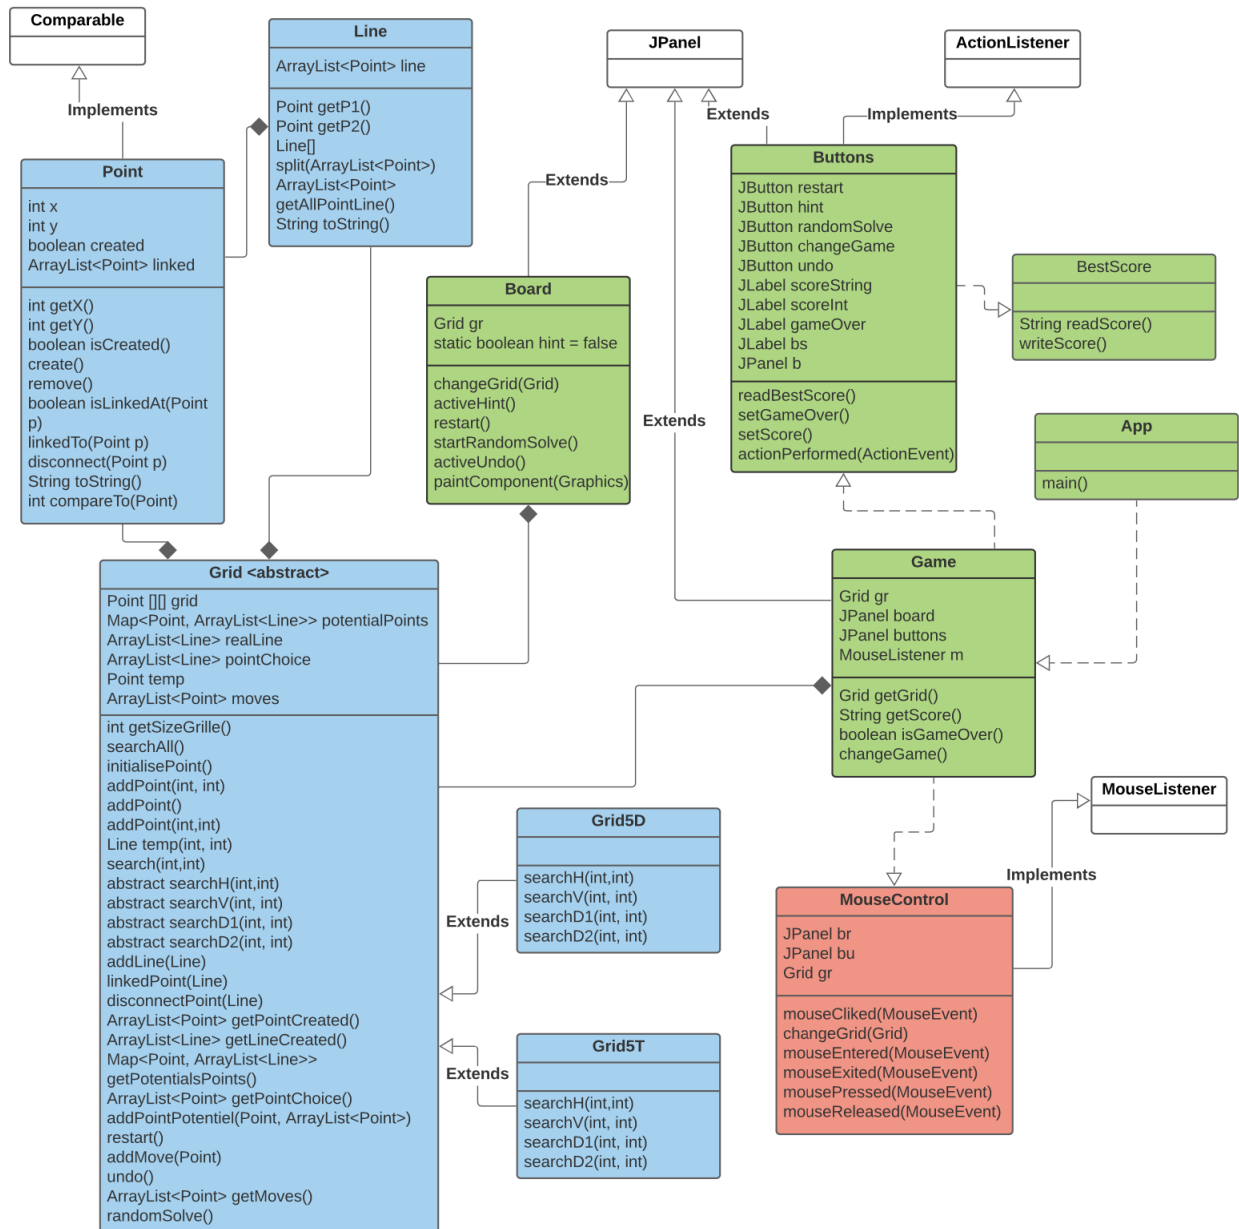 Comparable
Implements
Line
ArrayList<Point> line
Point getP1()
Point getP2()
Line[]
split(ArrayList<Point>)
ArrayList<Point>
getAllPointLine()
String toString()
Point
int x
int y
boolean created
ArrayList<Point> linked
int getX()
int getY()
boolean isCreated()
create()
remove()
boolean isLinkedAt(Point
p)
linkedTo(Point p)
disconnect(Point p)
String toString()
int compareTo(Point)
JPanel
ActionListener
Extends
Implements
Extends
Extends
Board
Grid gr
static boolean hint = false
changeGrid(Grid)
activeHint()
restart()
startRandomSolve()
activeUndo()
paintComponent(Graphics)
Buttons
JButton restart
JButton hint
JButton randomSolve
JButton changeGame
JButton undo
JLabel scoreString
JLabel scoreInt
JLabel gameOver
JLabel bs
JPanel b
readBestScore()
setGameOver()
setScore()
actionPerformed(ActionEvent)
BestScore
String readScore()
writeScore()
App
main()
Game
Grid gr
JPanel board
JPanel buttons
MouseListener m
Grid getGrid()
String getScore()
boolean isGameOver()
changeGame()
Grid <abstract>
Point [][] grid
Map<Point, ArrayList<Line>> potentialPoints
ArrayList<Line> realLine
ArrayList<Line> pointChoice
Point temp
ArrayList<Point> moves
int getSizeGrille()
searchAll()
initialisePoint()
addPoint(int, int)
addPoint()
addPoint(int,int)
Line temp(int, int)
search(int,int)
abstract searchH(int,int)
abstract searchV(int, int)
abstract searchD1(int, int)
abstract searchD2(int, int)
addLine(Line)
linkedPoint(Line)
disconnectPoint(Line)
ArrayList<Point> getPointCreated()
ArrayList<Line> getLineCreated()
Map<Point, ArrayList<Line>>
getPotentialsPoints()
ArrayList<Point> getPointChoice()
addPointPotentiel(Point, ArrayList<Point>)
restart()
addMove(Point)
undo()
ArrayList<Point> getMoves()
randomSolve()
Extends
Grid5D
searchH(int,int)
searchV(int, int)
searchD1(int, int)
searchD2(int, int)
Extends
Grid5T
searchH(int,int)
searchV(int, int)
searchD1(int, int)
searchD2(int, int)
MouseListener
Implements
MouseControl
JPanel br
JPanel bu
Grid gr
mouseCliked(MouseEvent)
changeGrid(Grid)
mouseEntered(MouseEvent)
mouseExited(MouseEvent)
mousePressed(MouseEvent)
mouseReleased(MouseEvent)